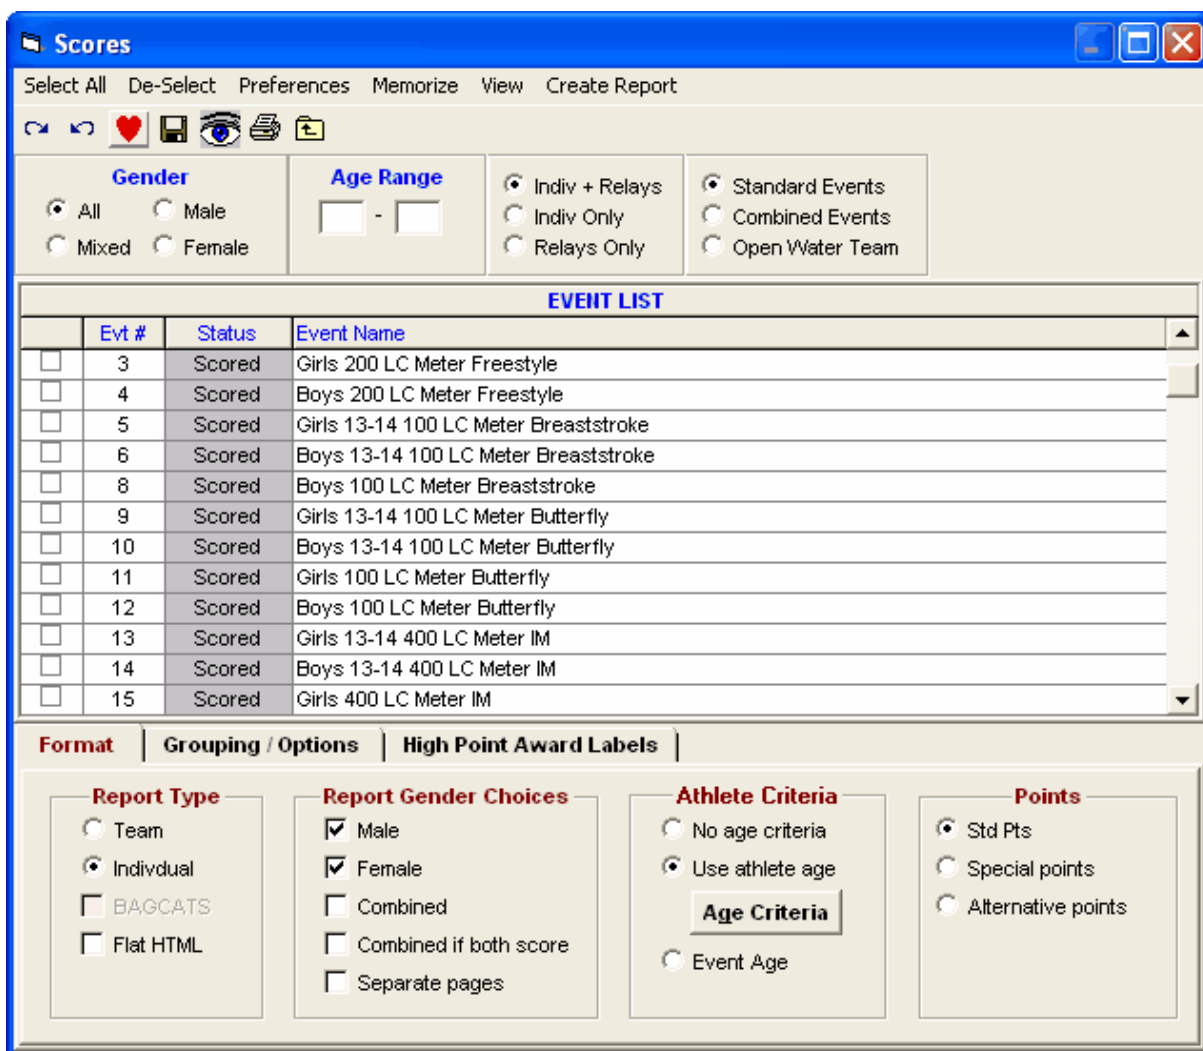 Scores
Select All De-Select Preferences Memorize View Create Report
Gender
All Male
Mixed Female
Age Range
-
Indiv + Relays
Indiv Only
Relays Only
Standard Events
Combined Events
Open Water Team
EVENT LIST
Evt # Status Event Name
3 Scored Girls 200 LC Meter Freestyle
4 Scored Boys 200 LC Meter Freestyle
5 Scored Girls 13-14 100 LC Meter Breaststroke
6 Scored Boys 13-14 100 LC Meter Breaststroke
8 Scored Boys 100 LC Meter Breaststroke
9 Scored Girls 13-14 100 LC Meter Butterfly
10 Scored Boys 13-14 100 LC Meter Butterfly
11 Scored Girls 100 LC Meter Butterfly
12 Scored Boys 100 LC Meter Butterfly
13 Scored Girls 13-14 400 LC Meter IM
14 Scored Boys 13-14 400 LC Meter IM
15 Scored Girls 400 LC Meter IM
Format Grouping / Options High Point Award Labels
Report Type
Team
Indivdual
BAGCATS
Flat HTML
Report Gender Choices
Male
Female
Combined
Combined if both score
Separate pages
Athlete Criteria
No age criteria
Use athlete age
Age Criteria
Event Age
Points
Std Pts
Special points
Alternative points